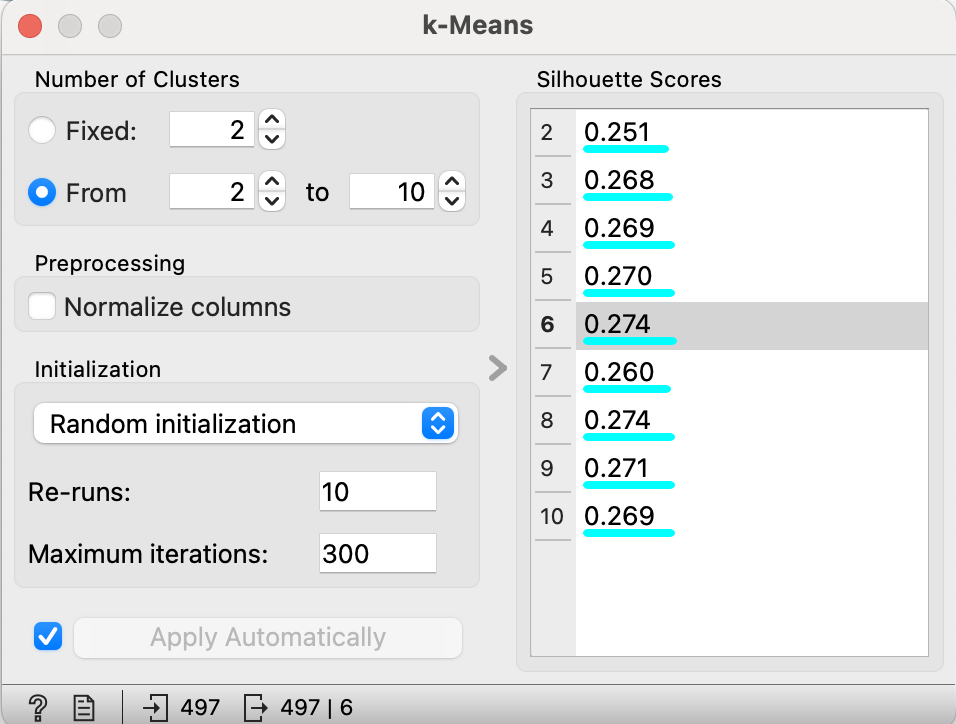 k-Means
Number of Clusters
Fixed: 2
From 2 to 10
Preprocessing
Normalize columns
Initialization
Random initialization
Re-runs: 10
Maximum iterations: 300
Apply Automatically
Silhouette Scores
2 0.251
3 0.268
4 0.269
5 0.270
6 0.274
7 0.260
8 0.274
9 0.271
10 0.269
? 497 497 | 6